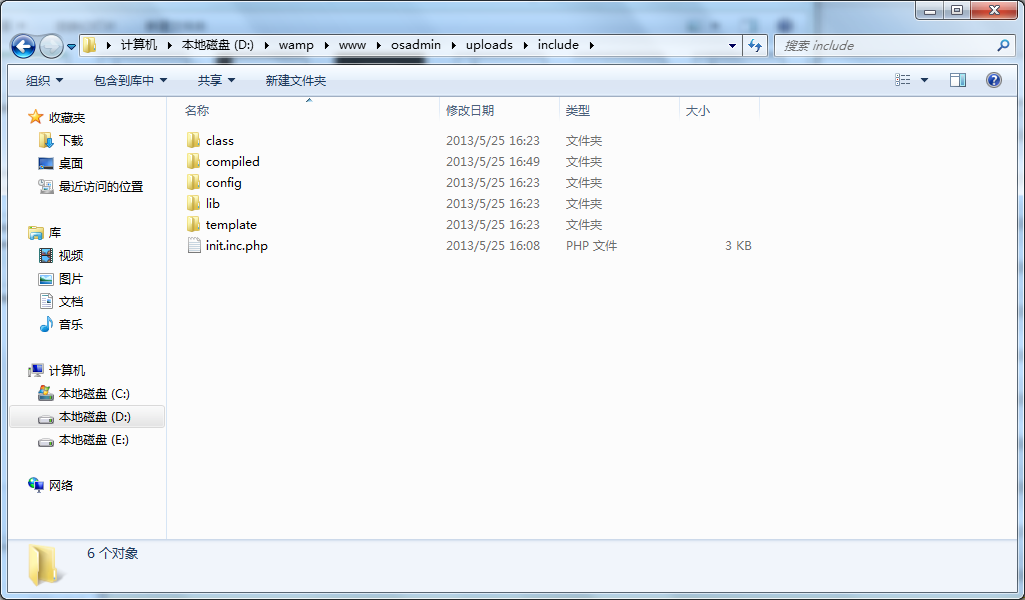 计算机 本地磁盘 (D:) wamp www osadmin uploads include 搜索 include
组织 包含到库中 共享 新建文件夹
收藏夹
下载
桌面
最近访问的位置
库
视频
图片
文档
音乐
计算机
本地磁盘 (C:)
本地磁盘 (D:)
本地磁盘 (E:)
网络
名称 修改日期 类型 大小
class 2013/5/25 16:23 文件夹
compiled 2013/5/25 16:49 文件夹
config 2013/5/25 16:23 文件夹
lib 2013/5/25 16:23 文件夹
template 2013/5/25 16:23 文件夹
init.inc.php 2013/5/25 16:08 PHP 文件 3 KB
6 个对象